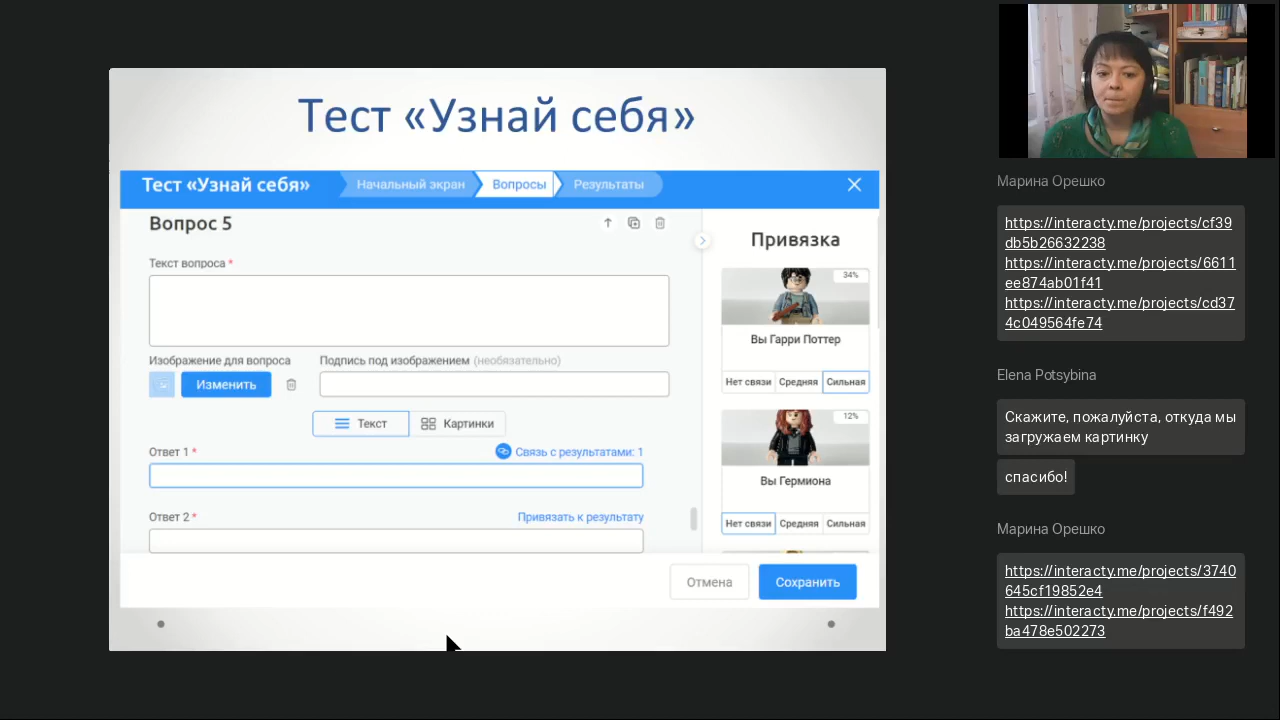 Тест «Узнай себя»
Тест «Узнай себя»
Начальный экран
Вопросы
Результаты
Вопрос 5
Текст вопроса *
Изображение для вопроса
Подпись под изображением (необязательно)
Изменить
Текст
Картинки
Ответ 1 *
Связь с результатами: 1
Ответ 2 *
Привязать к результату
Привязка
34%
Вы Гарри Поттер
Нет связи Средняя Сильная
12%
Вы Гермиона
Нет связи Средняя Сильная
Отмена
Сохранить
Марина Орешко
https://interacty.me/projects/cf39
db5b26632238
https://interacty.me/projects/6611
ee874ab01f41
https://interacty.me/projects/cd37
4c049564fe74
Elena Potsybina
Скажите, пожалуйста, откуда мы
загружаем картинку
спасибо!
Марина Орешко
https://interacty.me/projects/3740
645cf19852e4
https://interacty.me/projects/f492
ba478e502273